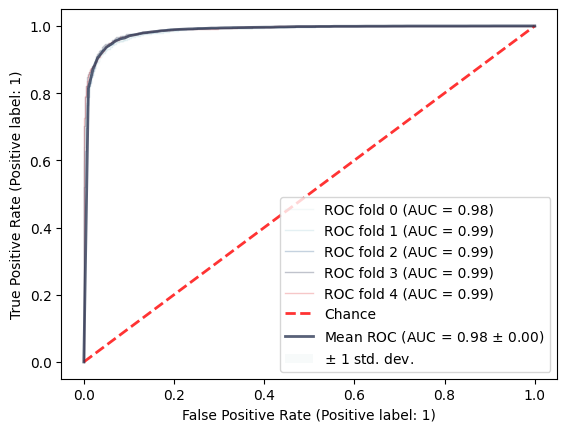 True Positive Rate (Positive label: 1)
1.0
0.8
0.6
0.4
0.2
0.0
ROC fold 0 (AUC = 0.98)
ROC fold 1 (AUC = 0.99)
ROC fold 2 (AUC = 0.99)
ROC fold 3 (AUC = 0.99)
ROC fold 4 (AUC = 0.99)
Chance
Mean ROC (AUC = 0.98 ± 0.00)
± 1 std. dev.
0.0 0.2 0.4 0.6 0.8 1.0
False Positive Rate (Positive label: 1)